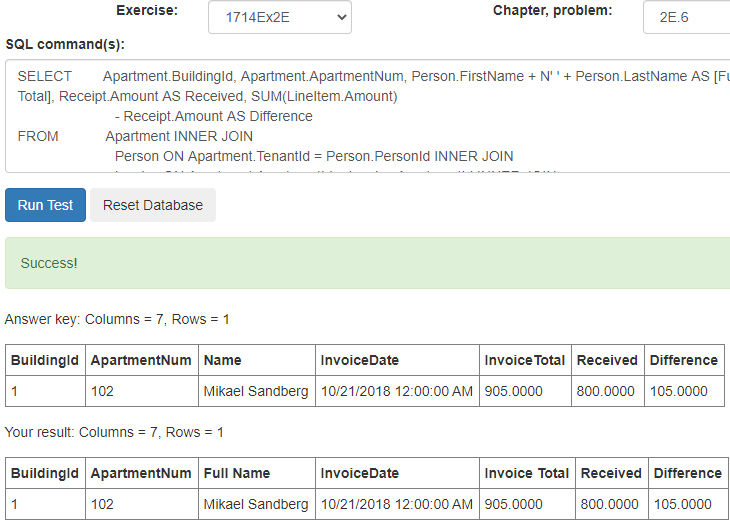 Exercise: 1714Ex2E Chapter, problem: 2E.6
SQL command(s):
SELECT Apartment.BuildingId, Apartment.ApartmentNum, Person.FirstName + N' ' + Person.LastName AS [Fu
Total], Receipt.Amount AS Received, SUM(LineItem.Amount)
- Receipt.Amount AS Difference
FROM Apartment INNER JOIN
Person ON Apartment.TenantId = Person.PersonId INNER JOIN
Run Test Reset Database
Success!
Answer key: Columns = 7, Rows = 1
BuildingId ApartmentNum Name InvoiceDate InvoiceTotal Received Difference
1 102 Mikael Sandberg 10/21/2018 12:00:00 AM 905.0000 800.0000 105.0000
Your result: Columns = 7, Rows = 1
BuildingId ApartmentNum Full Name InvoiceDate Invoice Total Received Difference
1 102 Mikael Sandberg 10/21/2018 12:00:00 AM 905.0000 800.0000 105.0000